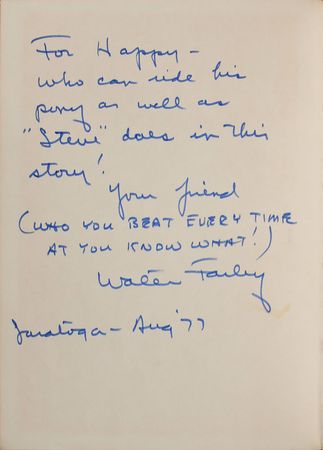 For Happy -
who can ride his
pony as well as
"Steve" does in this
story!
Your friend
(WHO YOU BEAT EVERY TIME
AT YOU KNOW WHAT!)
Walter Farley
Saratoga - Aug '77